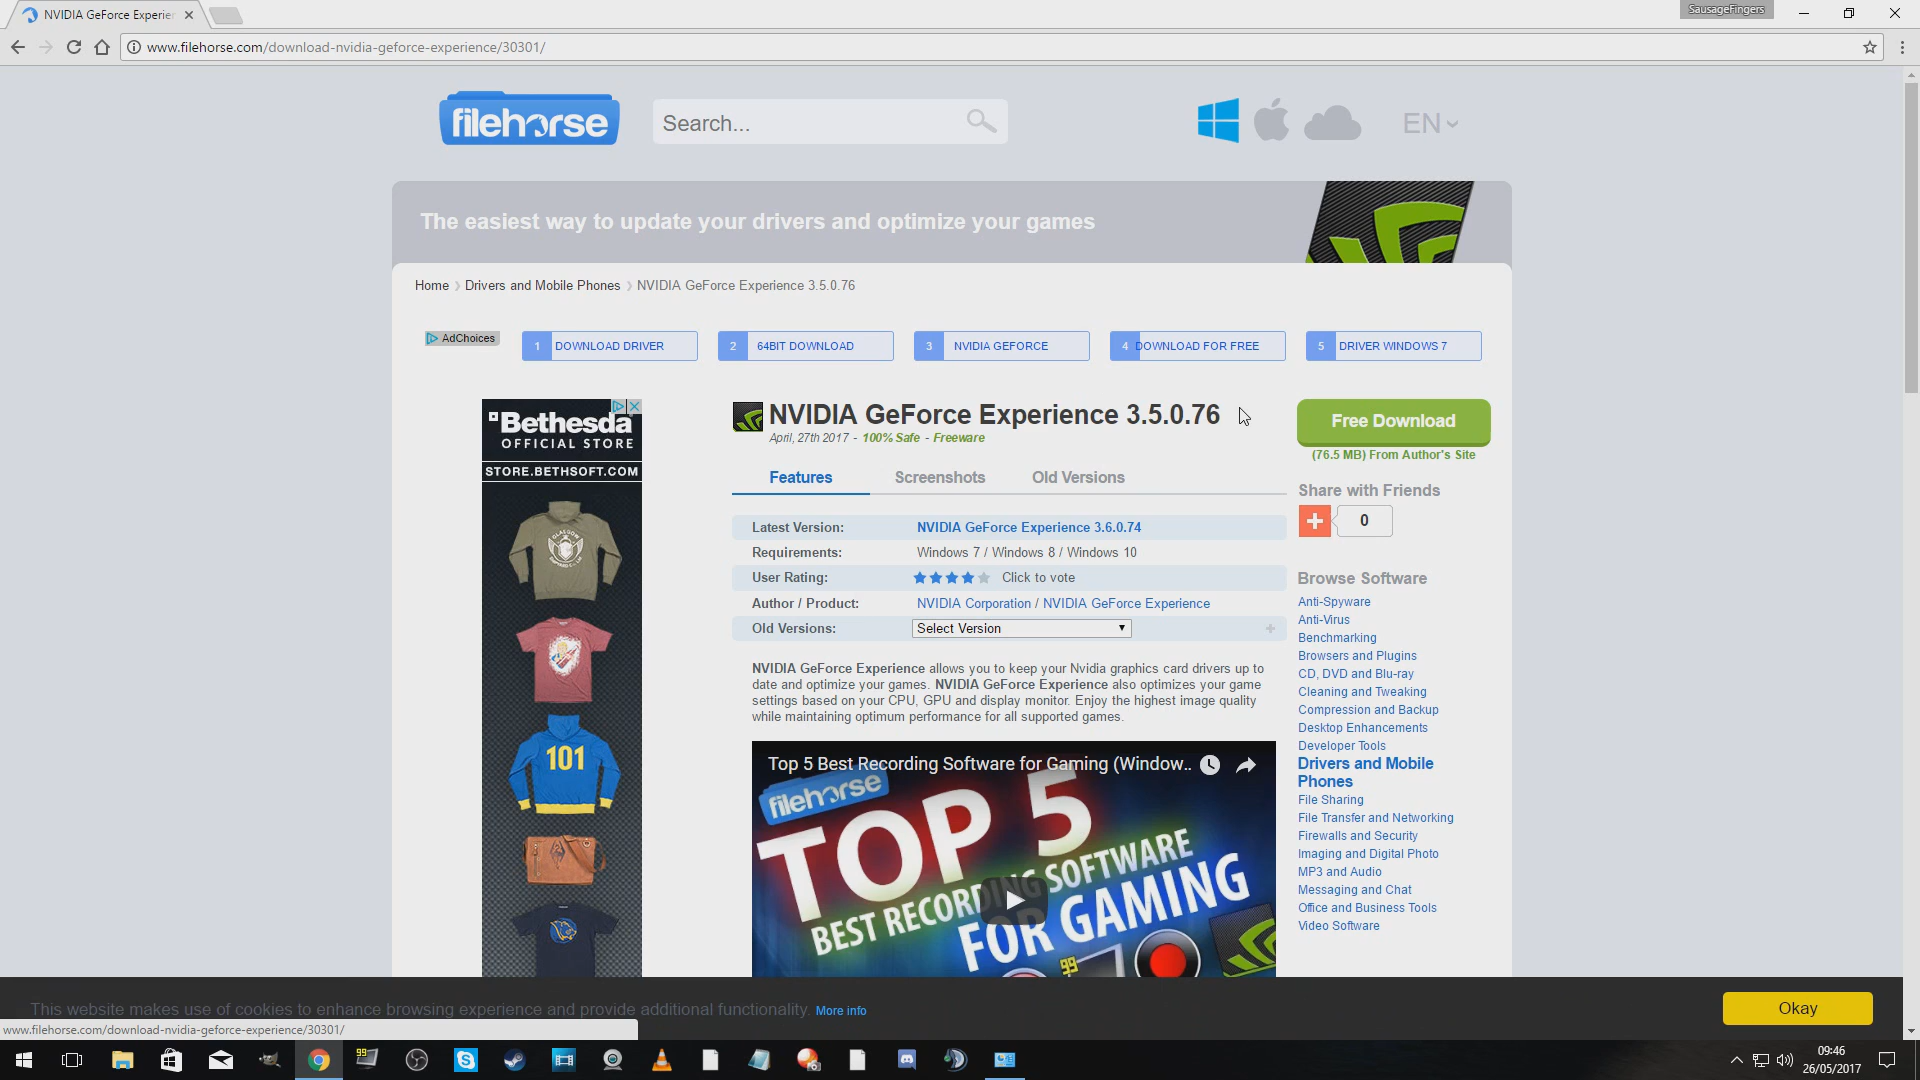 NVIDIA GeForce Experier
SausageFingers
www.filehorse.com/download-nvidia-geforce-experience/30301/
filehorse
Search...
EN
The easiest way to update your drivers and optimize your games
Home
Drivers and Mobile Phones
NVIDIA GeForce Experience 3.5.0.76
AdChoices
1 DOWNLOAD DRIVER
2 64BIT DOWNLOAD
3 NVIDIA GEFORCE
4 DOWNLOAD FOR FREE
5 DRIVER WINDOWS 7
Bethesda
OFFICIAL STORE
STORE.BETHSOFT.COM
101
NVIDIA GeForce Experience 3.5.0.76
April, 27th 2017 - 100% Safe - Freeware
Features
Screenshots
Old Versions
Latest Version: NVIDIA GeForce Experience 3.6.0.74
Requirements: Windows 7 / Windows 8 / Windows 10
User Rating: Click to vote
Author / Product: NVIDIA Corporation / NVIDIA GeForce Experience
Old Versions: Select Version
NVIDIA GeForce Experience allows you to keep your Nvidia graphics card drivers up to
date and optimize your games. NVIDIA GeForce Experience also optimizes your game
settings based on your CPU, GPU and display monitor. Enjoy the highest image quality
while maintaining optimum performance for all supported games.
Top 5 Best Recording Software for Gaming (Window...
filehorse
TOP 5
BEST RECORDING SOFTWARE
FOR GAMING
99
Free Download
(76.5 MB) From Author's Site
Share with Friends
0
Browse Software
Anti-Spyware
Anti-Virus
Benchmarking
Browsers and Plugins
CD, DVD and Blu-ray
Cleaning and Tweaking
Compression and Backup
Desktop Enhancements
Developer Tools
Drivers and Mobile
Phones
File Sharing
File Transfer and Networking
Firewalls and Security
Imaging and Digital Photo
MP3 and Audio
Messaging and Chat
Office and Business Tools
Video Software
This website makes use of cookies to enhance browsing experience and provide additional functionality. More info
Okay
www.filehorse.com/download-nvidia-geforce-experience/30301/
99
09:46
26/05/2017